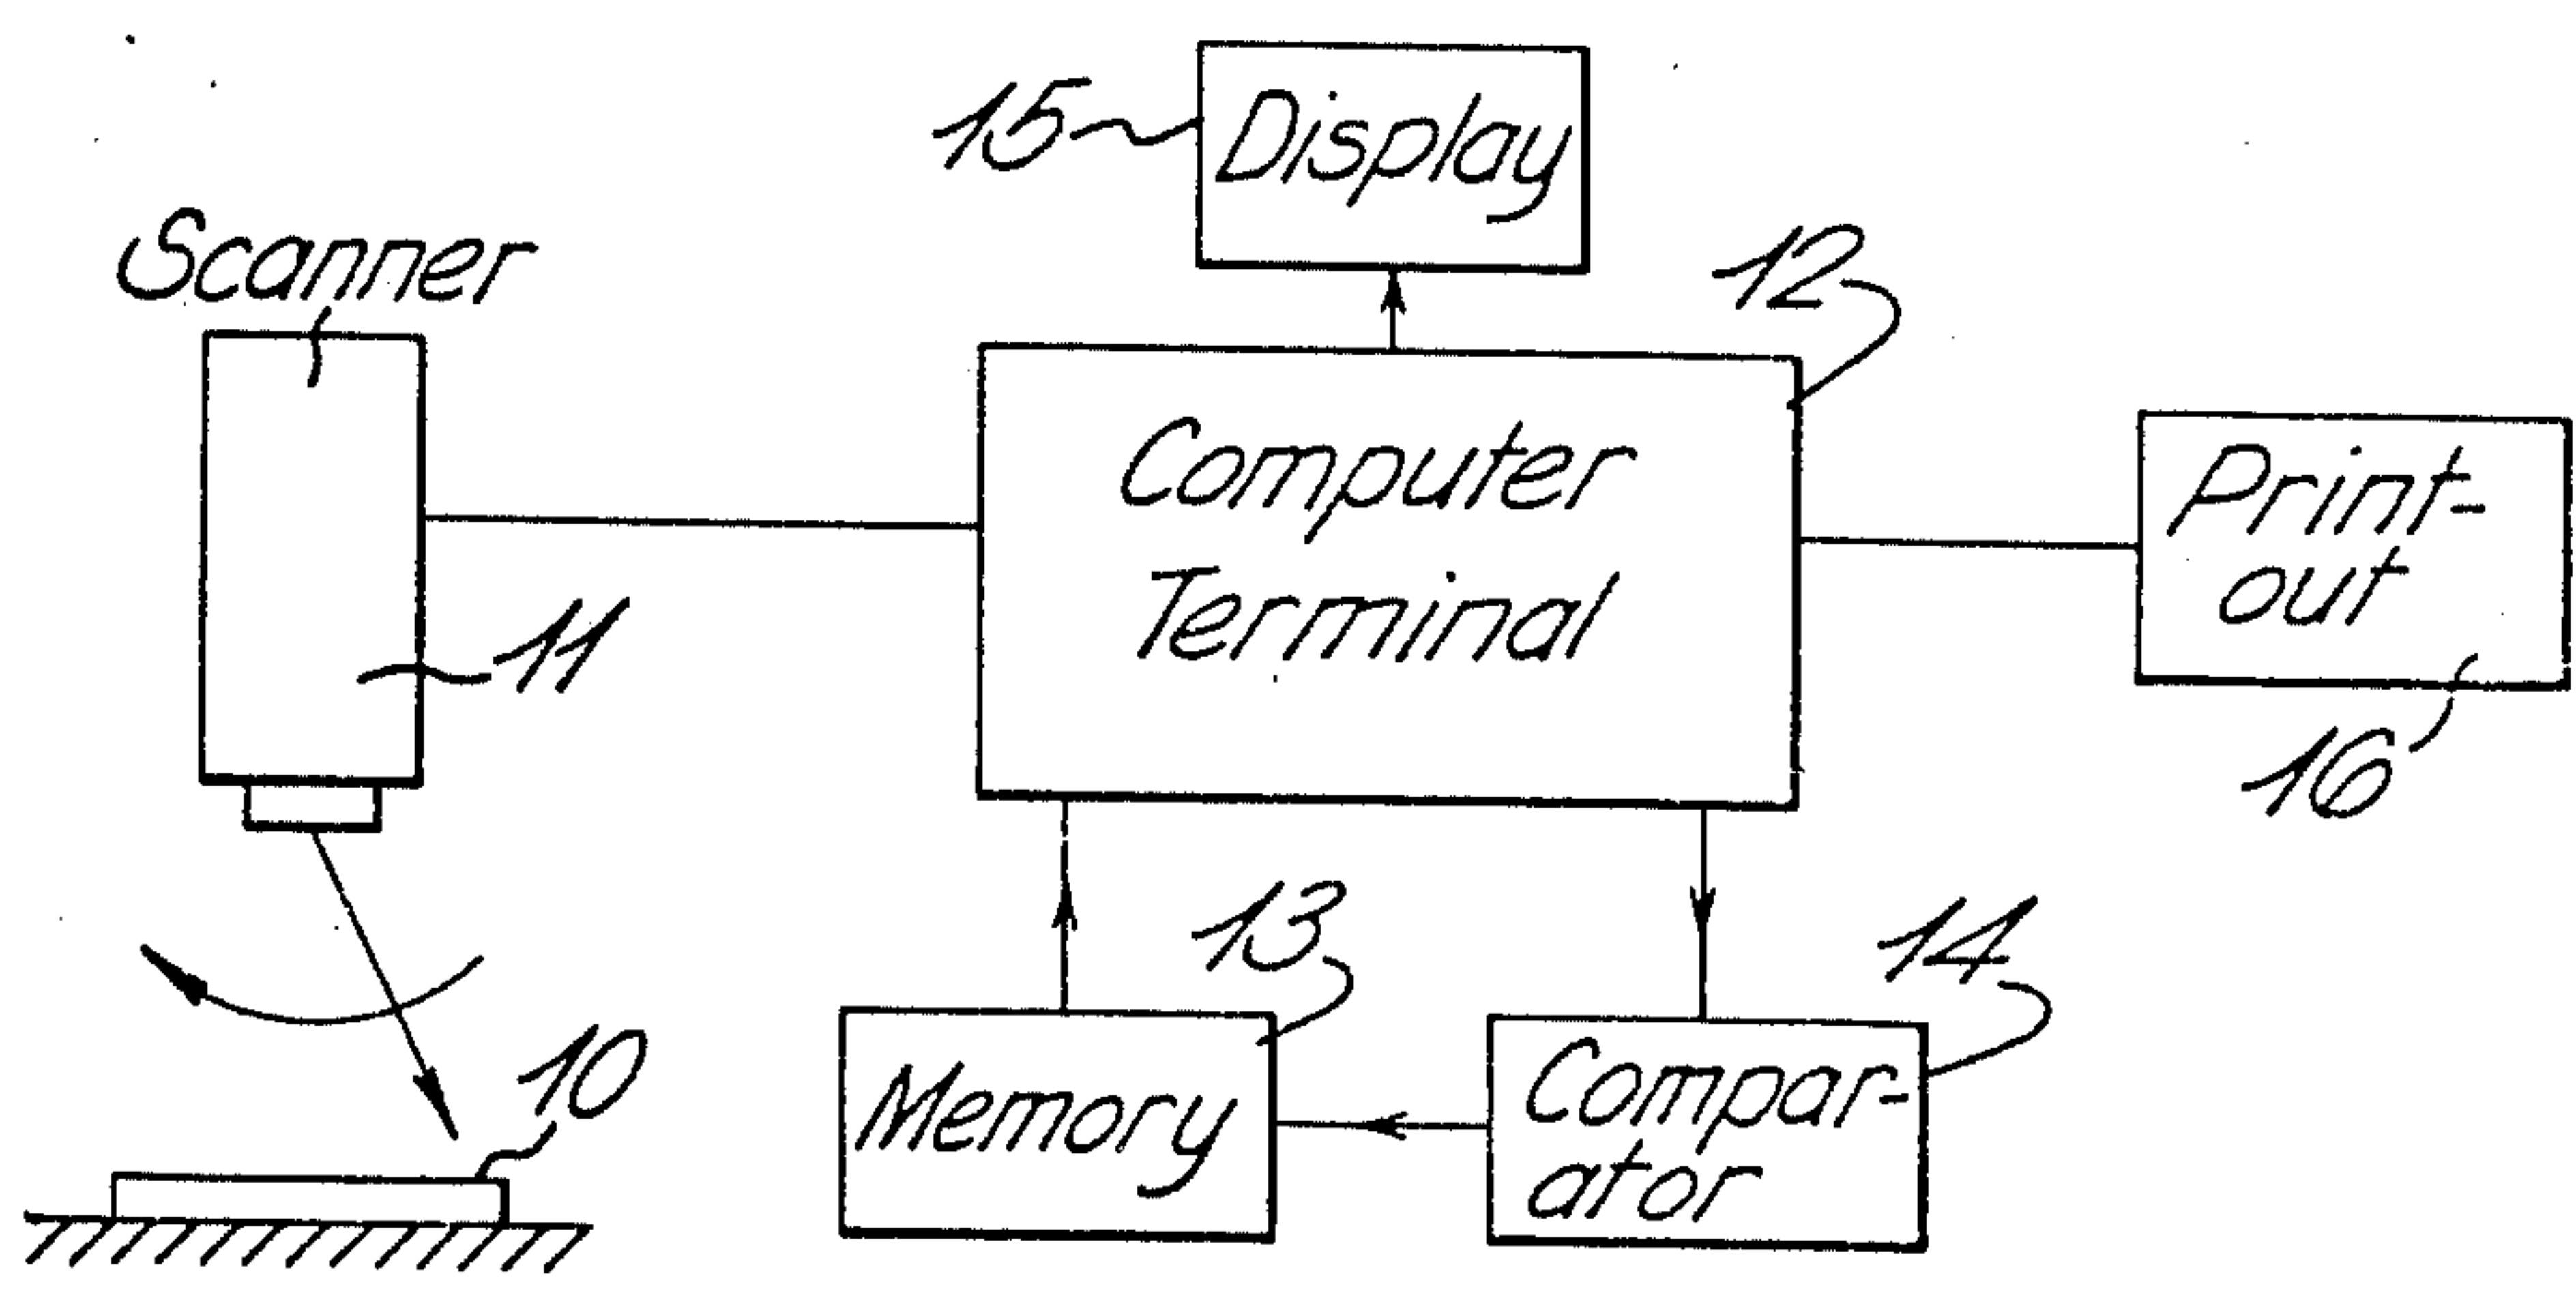 15
Display
Scanner
12
Computer
Terminal
Print-
out
11
16
13
14
10
Memory
Compar-
ator